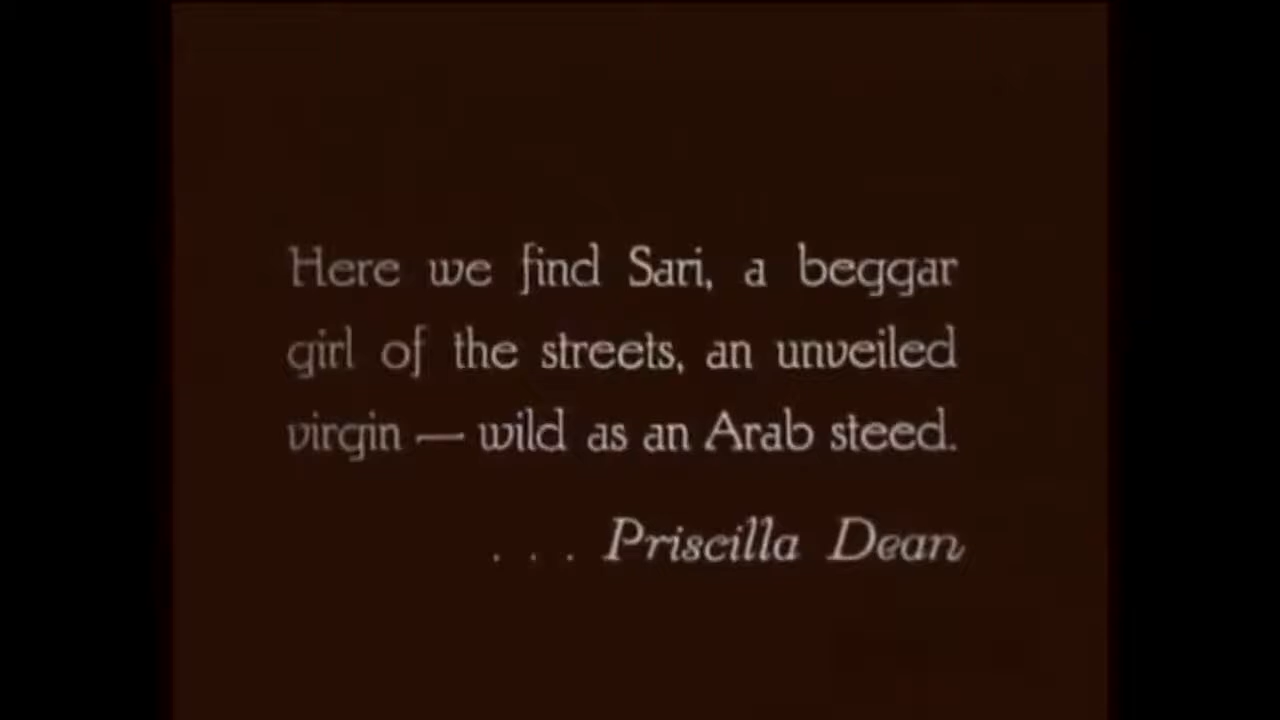 Here we find Sari, a beggar
girl of the streets, an unveiled
virgin — wild as an Arab steed.
. . . Priscilla Dean